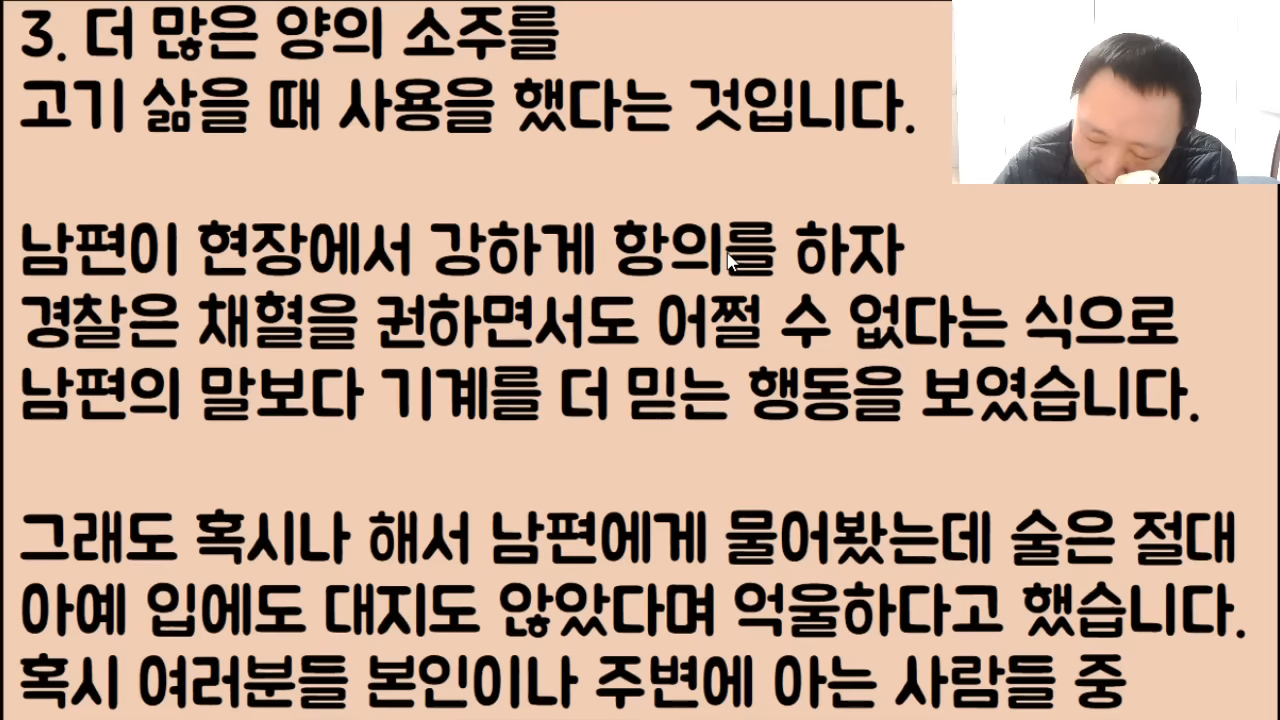 3. 더 많은 양의 소주를
고기 삶을 때 사용을 했다는 것입니다.
남편이 현장에서 강하게 항의를 하자
경찰은 채혈을 권하면서도 어쩔 수 없다는 식으로
남편의 말보다 기계를 더 믿는 행동을 보였습니다.
그래도 혹시나 해서 남편에게 물어봤는데 술은 절대
아예 입에도 대지도 않았다며 억울하다고 했습니다.
혹시 여러분들 본인이나 주변에 아는 사람들 중